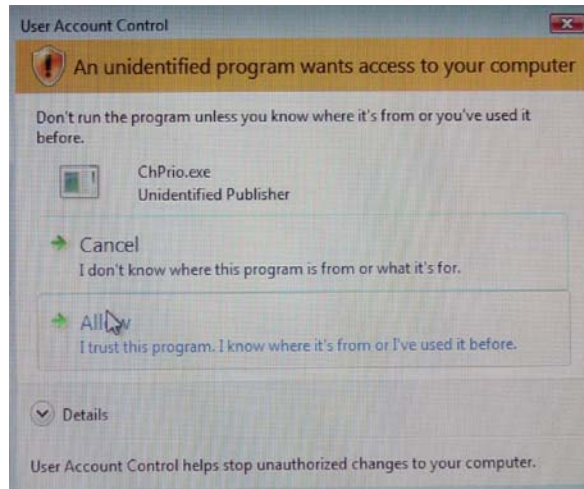 User Account Control
An unidentified program wants access to your computer
Don't run the program unless you know where it's from or you've used it
before.
ChPrio.exe
Unidentified Publisher
Cancel
I don't know where this program is from or what it's for.
Allow
I trust this program. I know where it's from or I've used it before.
Details
User Account Control helps stop unauthorized changes to your computer.